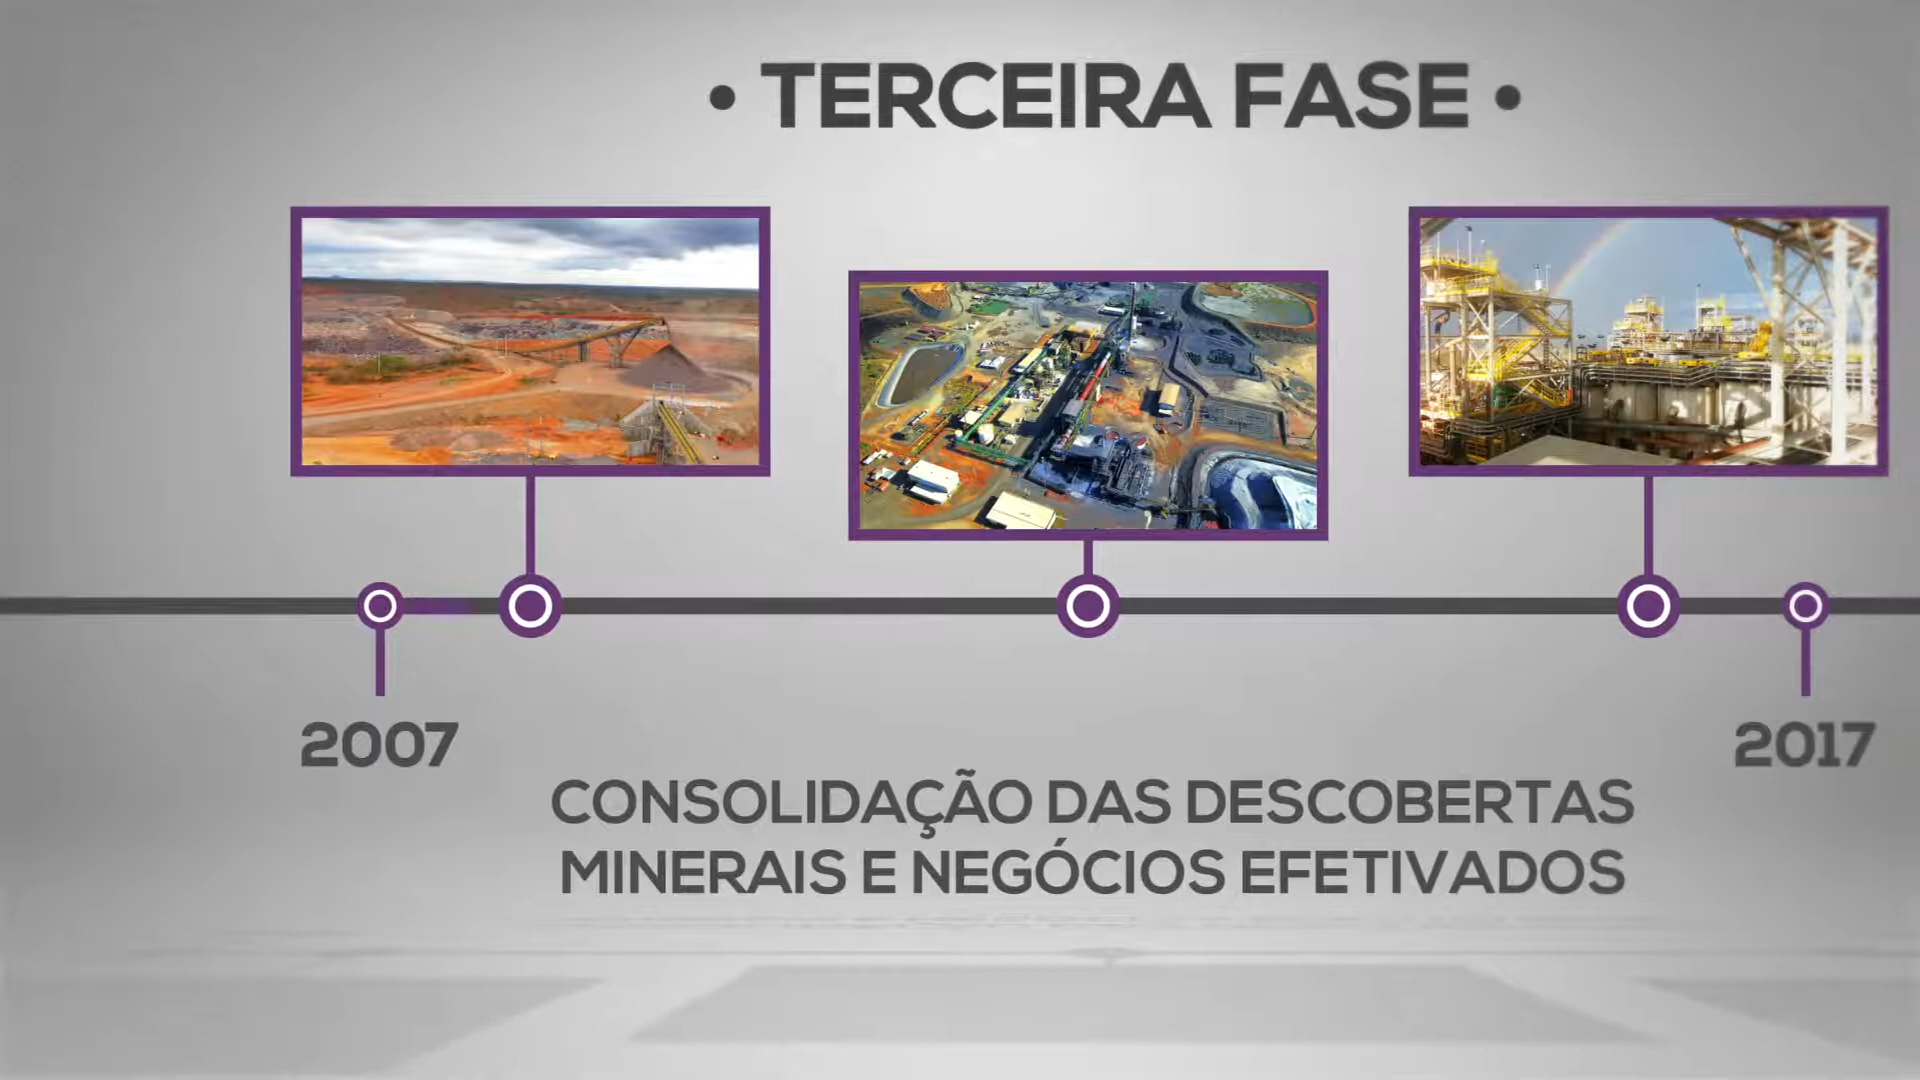 • TERCEIRA FASE •
2007
2017
CONSOLIDAÇÃO DAS DESCOBERTAS
MINERAIS E NEGÓCIOS EFETIVADOS